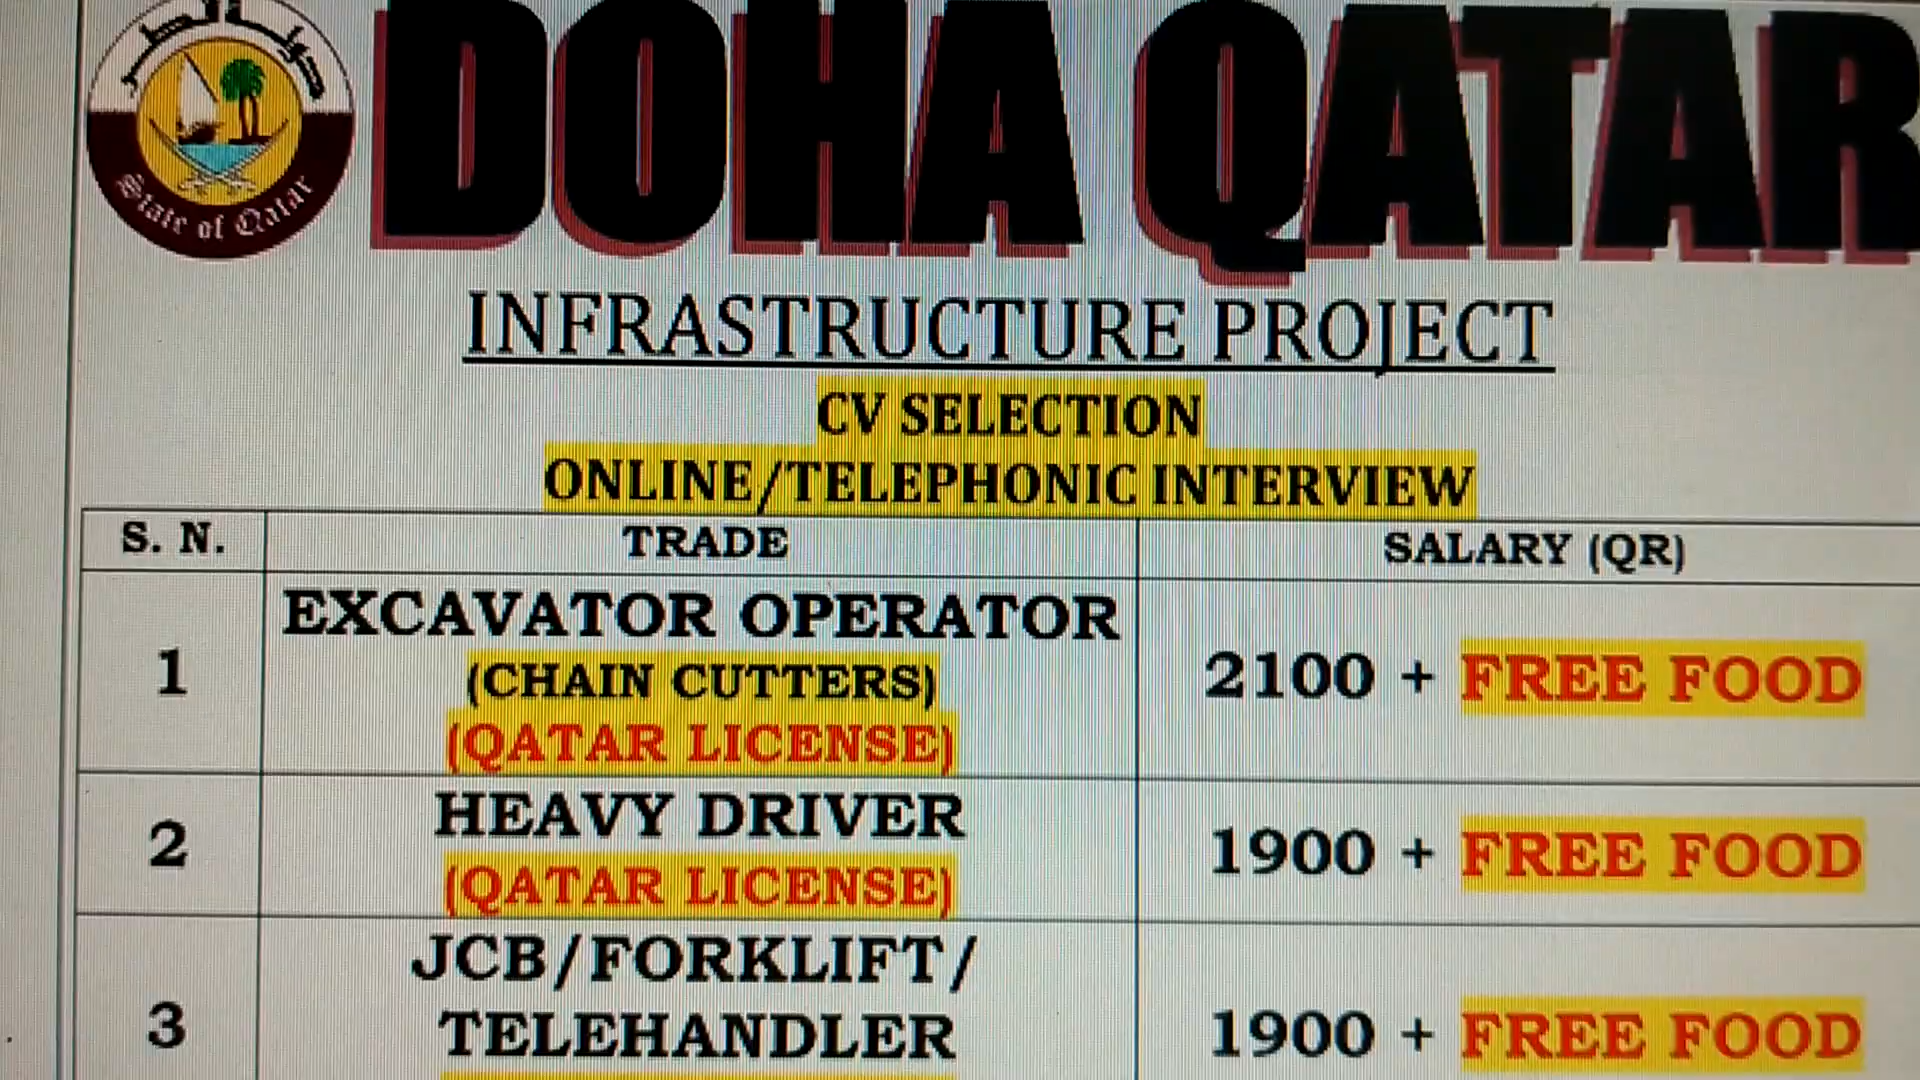 State of Qatar
DOHA QATAR
INFRASTRUCTURE PROJECT
CV SELECTION
ONLINE/TELEPHONIC INTERVIEW
S. N. TRADE SALARY (QR)
1 EXCAVATOR OPERATOR (CHAIN CUTTERS) (QATAR LICENSE) 2100 + FREE FOOD
2 HEAVY DRIVER (QATAR LICENSE) 1900 + FREE FOOD
3 JCB/FORKLIFT/ TELEHANDLER 1900 + FREE FOOD